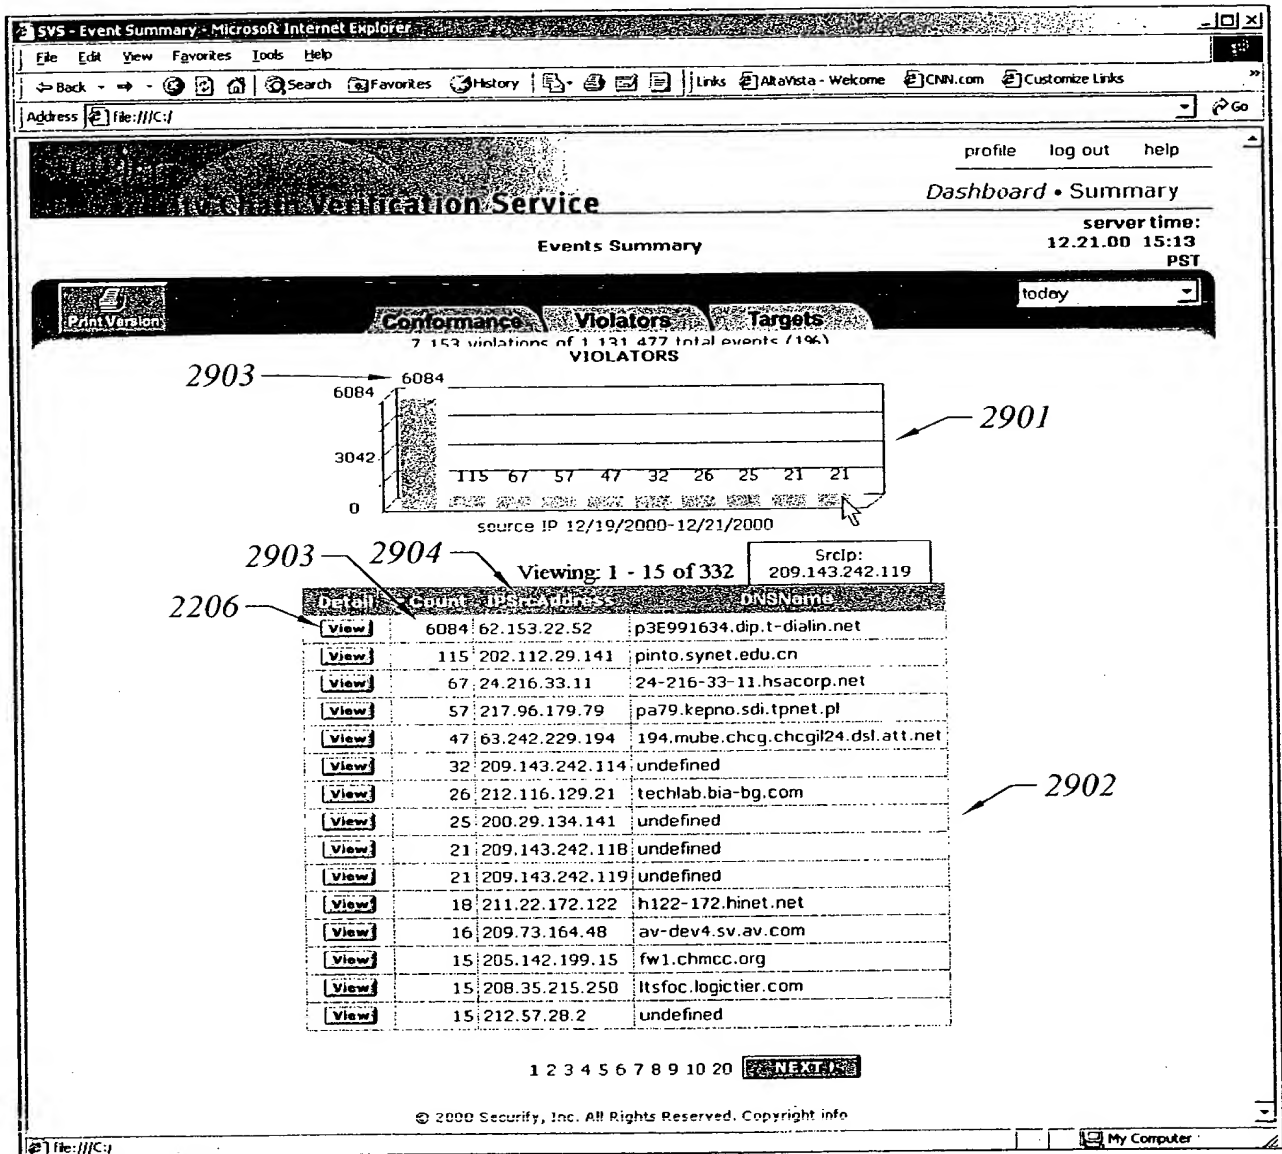 SVS - Event Summary - Microsoft Internet Explorer
File Edit View Favorites Tools Help
Back Search Favorites History Links AltaVista - Welcome CNN.com Customize Links
Address file:///C:/ Go
profile log out help
Chain Verification Service
Dashboard • Summary
server time:
12.21.00 15:13
PST
Events Summary
Print Version
today
Conformance Violators Targets
7,153 violations of 1,131,477 total events (1%)
VIOLATORS
2903
6084
6084
3042
0
115 67 57 47 32 26 25 21 21
2901
source IP 12/19/2000-12/21/2000
2903 2904
Viewing: 1 - 15 of 332
SrcIp:
209.143.242.119
2206
Detail Count IPSrcAddress DNSName
View 6084 62.153.22.52 p3E991634.dip.t-dialin.net
View 115 202.112.29.141 pinto.synet.edu.cn
View 67 24.216.33.11 24-216-33-11.hsacorp.net
View 57 217.96.179.79 pa79.kepno.sdi.tpnet.pl
View 47 63.242.229.194 194.mube.chcg.chcgil24.dsl.att.net
View 32 209.143.242.114 undefined
View 26 212.116.129.21 techlab.bia-bg.com
View 25 200.29.134.141 undefined
View 21 209.143.242.118 undefined
View 21 209.143.242.119 undefined
View 18 211.22.172.122 h122-172.hinet.net
View 16 209.73.164.48 av-dev4.sv.av.com
View 15 205.142.199.15 fw1.chmcc.org
View 15 208.35.215.250 ltsfoc.logictier.com
View 15 212.57.28.2 undefined
2902
1 2 3 4 5 6 7 8 9 10 20 NEXT
© 2000 Securify, Inc. All Rights Reserved. Copyright info
file:///C:/ My Computer